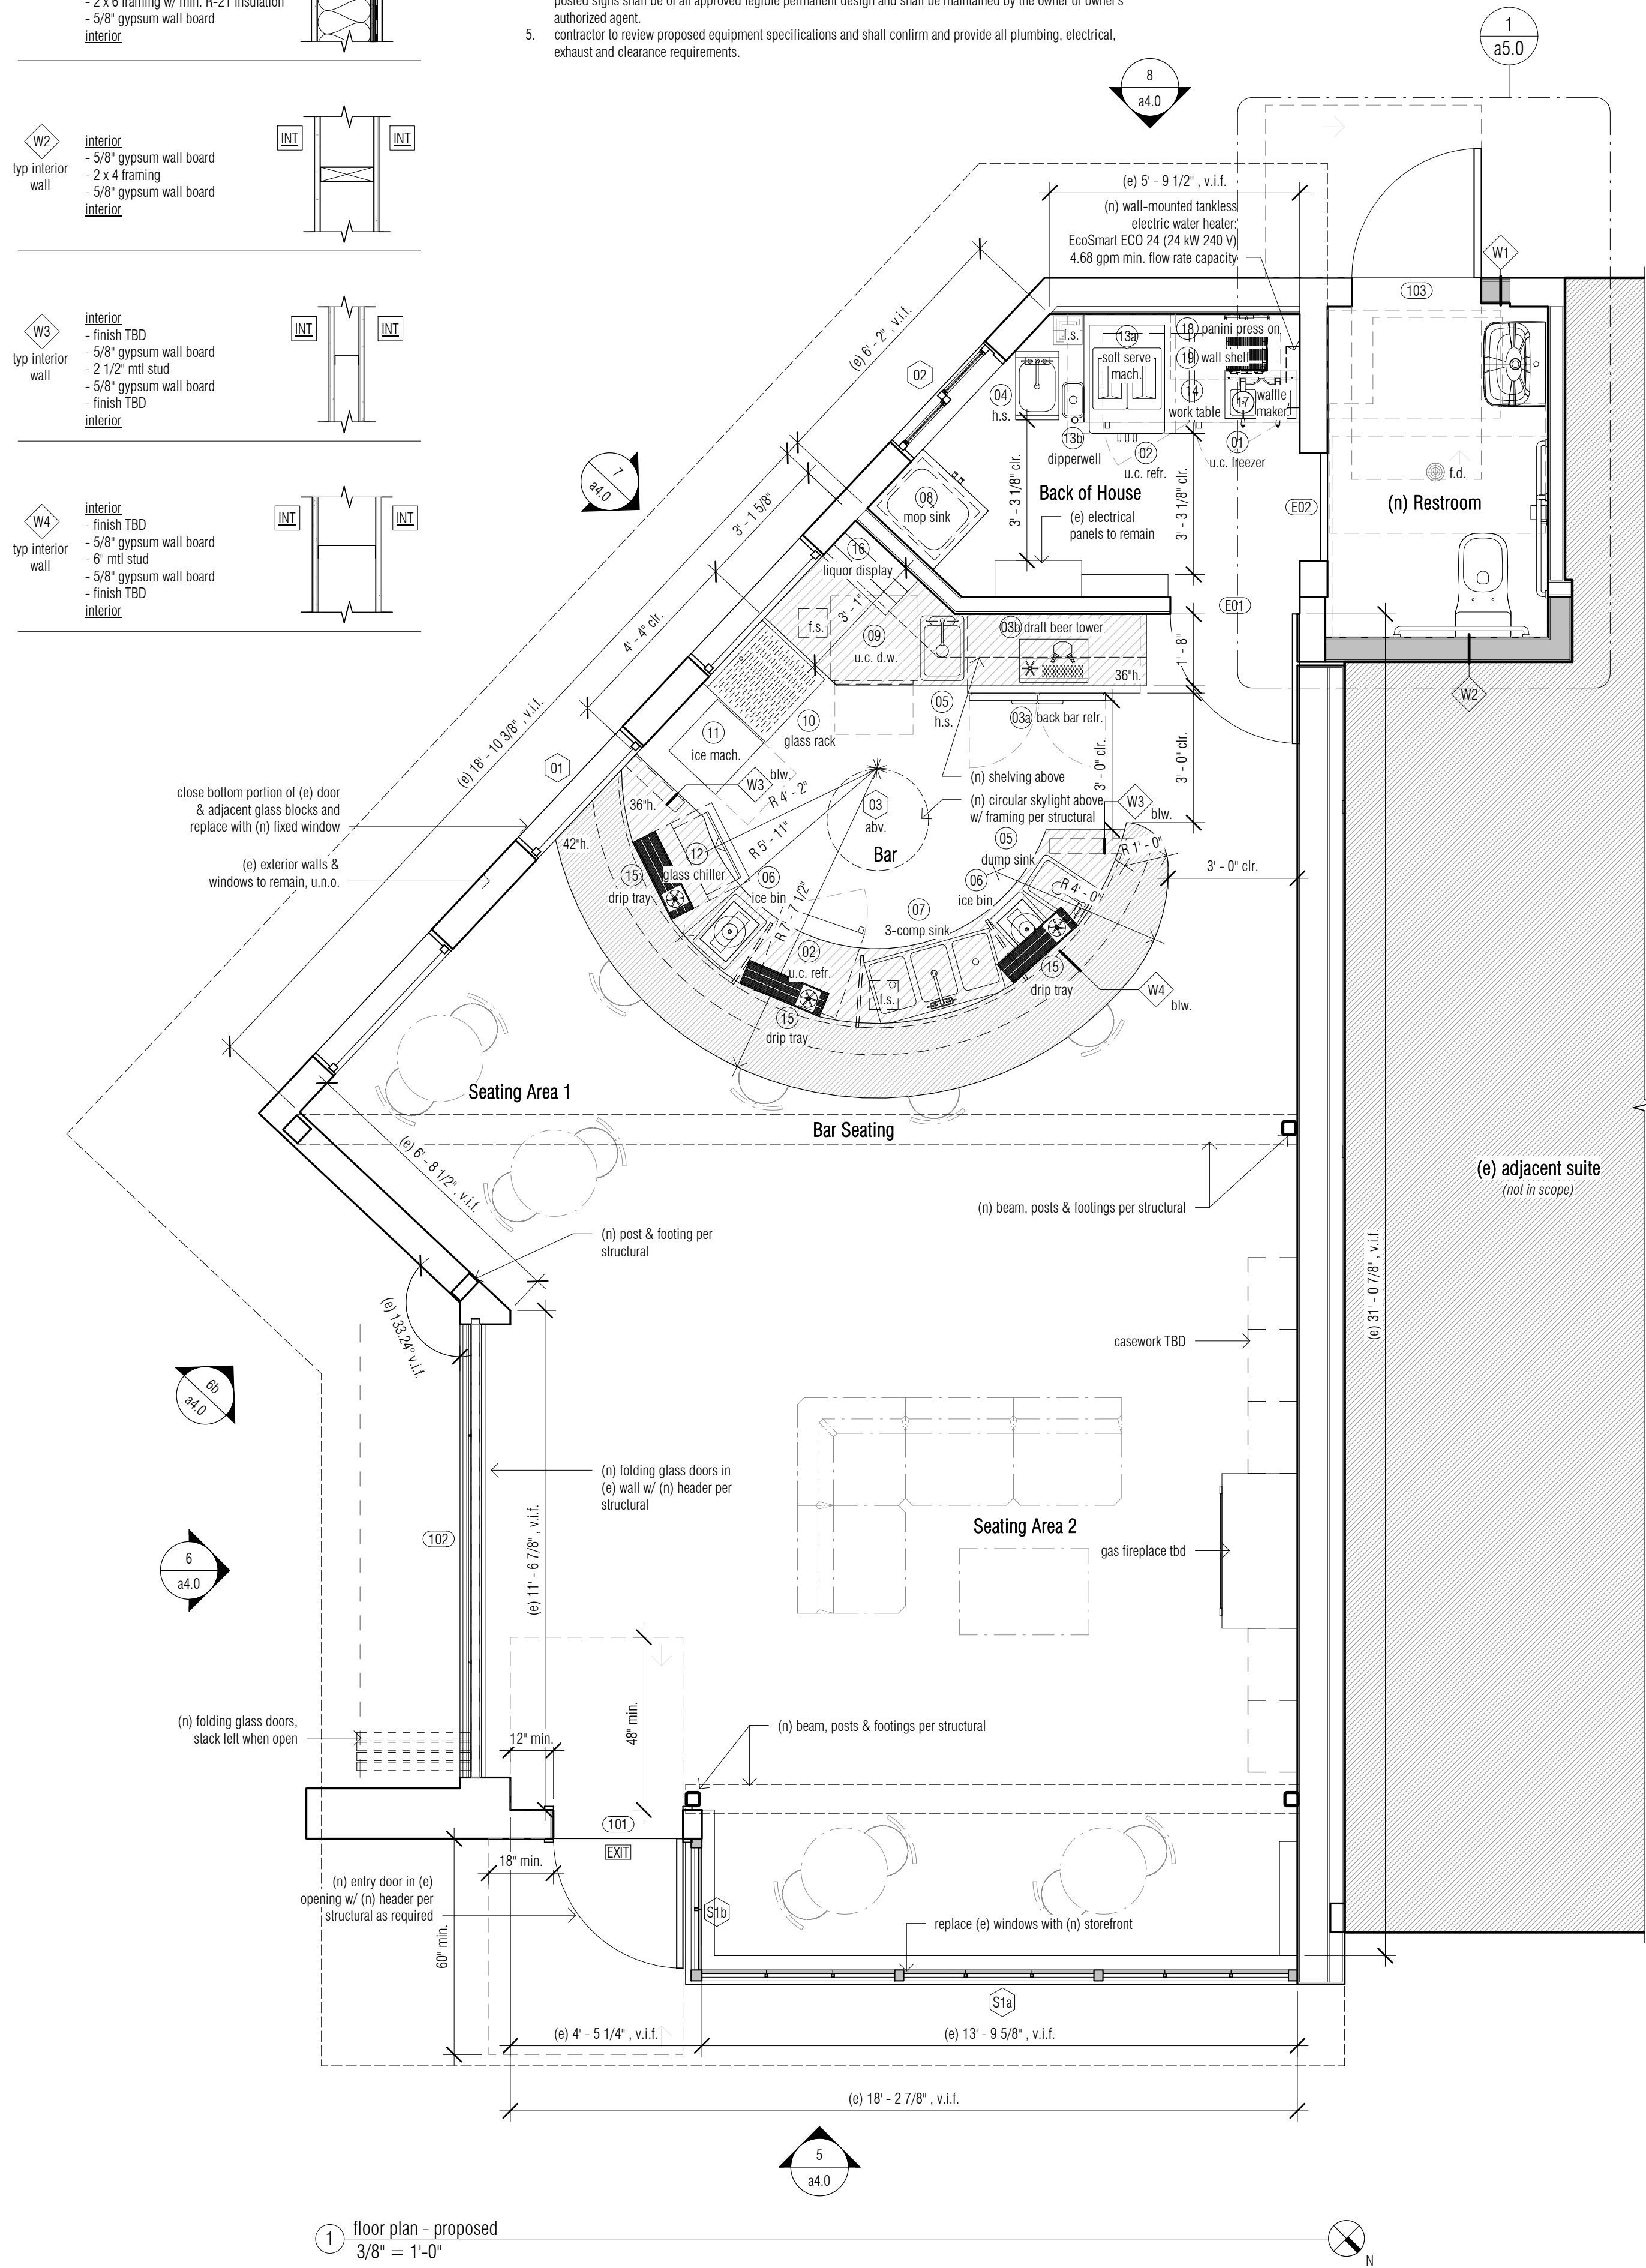 - 2 x 6 framing w/ min. R-21 insulation
- 5/8" gypsum wall board
interior
posted signs shall be of an approved legible permanent design and shall be maintained by the owner or owner's
authorized agent.
5. contractor to review proposed equipment specifications and shall confirm and provide all plumbing, electrical,
exhaust and clearance requirements.
1
a5.0
8
a4.0
W2
typ interior
wall
interior
- 5/8" gypsum wall board
- 2 x 4 framing
- 5/8" gypsum wall board
interior
INT
INT
W3
typ interior
wall
interior
- finish TBD
- 5/8" gypsum wall board
- 2 1/2" mtl stud
- 5/8" gypsum wall board
- finish TBD
interior
INT
INT
W4
typ interior
wall
interior
- finish TBD
- 5/8" gypsum wall board
- 6" mtl stud
- 5/8" gypsum wall board
- finish TBD
interior
INT
INT
(e) 5' - 9 1/2" , v.i.f.
(n) wall-mounted tankless
electric water heater:
EcoSmart ECO 24 (24 kW 240 V)
4.68 gpm min. flow rate capacity
W1
103
(e) 6' - 2" , v.i.f.
02
f.s.
13a
soft serve
mach.
18 panini press on
19 wall shelf
14
work table
17 waffle
maker
04
h.s.
13b
dipperwell
02
u.c. refr.
01
u.c. freezer
f.d.
7
a4.0
3' - 1 5/8"
08
mop sink
3' - 3 1/8" clr.
Back of House
(e) electrical
panels to remain
3' - 3 1/8" clr.
E02
(n) Restroom
16
liquor display
4' - 4" clr.
f.s.
3' - 1"
09
u.c. d.w.
03b draft beer tower
E01
1' - 8"
36"h.
W2
05
h.s.
03a back bar refr.
10
glass rack
11
ice mach.
(e) 18' - 10 3/8" , v.i.f.
01
3' - 0" clr.
3' - 0" clr.
(n) shelving above
(n) circular skylight above
w/ framing per structural
W3
blw.
R 4' - 2"
R 5' - 11"
03
abv.
Bar
W3
blw.
close bottom portion of (e) door
& adjacent glass blocks and
replace with (n) fixed window
(e) exterior walls &
windows to remain, u.n.o.
36"h.
42"h.
12
glass chiller
15
drip tray
06
ice bin
R 7' - 7 1/2"
05
dump sink
06
ice bin
R 1' - 0"
R 4' - 0"
3' - 0" clr.
07
3-comp sink
02
u.c. refr.
f.s.
15
drip tray
15
drip tray
W4
blw.
Seating Area 1
Bar Seating
(e) 6' - 8 1/2" , v.i.f.
(e) adjacent suite
(not in scope)
(n) beam, posts & footings per structural
(n) post & footing per
structural
(e) 31' - 0 7/8" , v.i.f.
(e) 133.24° v.i.f.
casework TBD
6b
a4.0
(n) folding glass doors in
(e) wall w/ (n) header per
structural
(e) 11' - 6 7/8" , v.i.f.
102
Seating Area 2
gas fireplace tbd
6
a4.0
(n) folding glass doors,
stack left when open
12" min.
48" min.
(n) beam, posts & footings per structural
101
EXIT
18" min.
(n) entry door in (e)
opening w/ (n) header per
structural as required
60" min.
S1b
replace (e) windows with (n) storefront
S1a
(e) 4' - 5 1/4" , v.i.f.
(e) 13' - 9 5/8" , v.i.f.
(e) 18' - 2 7/8" , v.i.f.
5
a4.0
1
floor plan - proposed
3/8" = 1'-0"
N